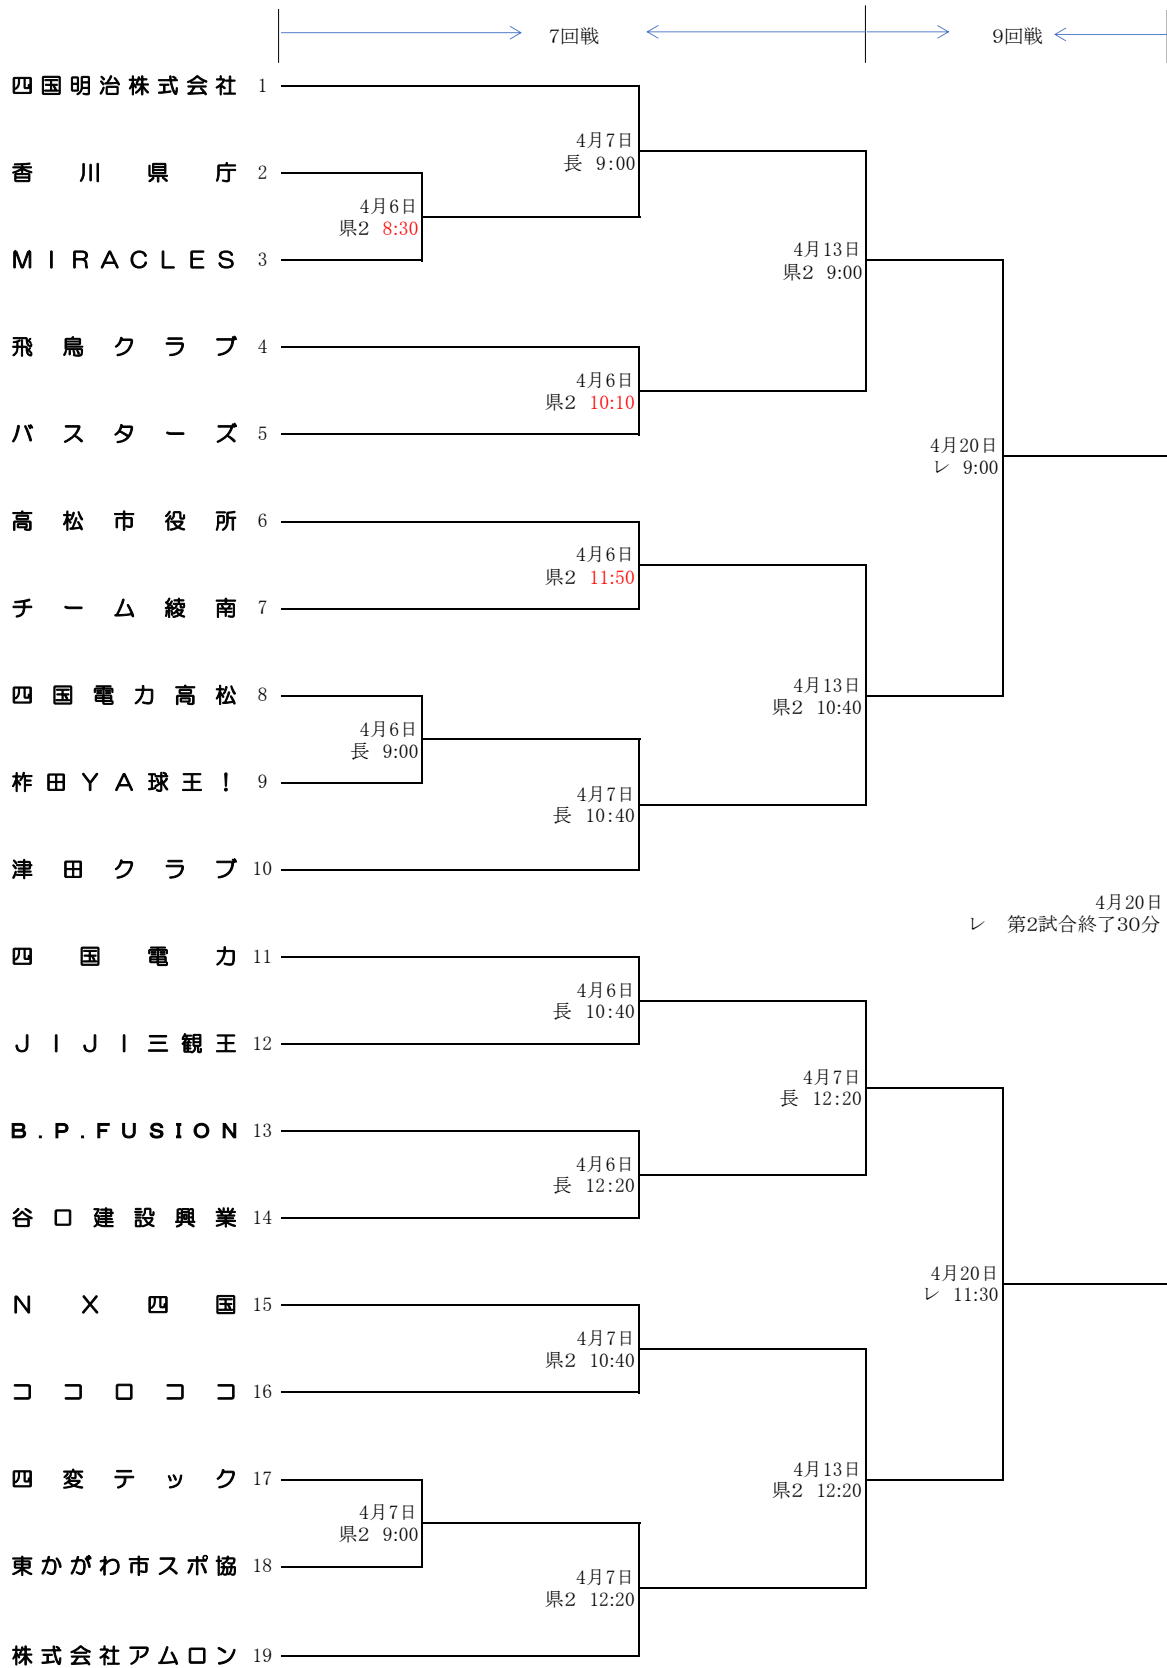 7回戦
9回戦
四国明治株式会社 1
4月7日
長 9:00
香川県庁 2
4月6日
県2 8:30
MIRACLES 3
4月13日
県2 9:00
飛鳥クラブ 4
4月6日
県2 10:10
バスターズ 5
4月20日
レ 9:00
高松市役所 6
4月6日
県2 11:50
チーム綾南 7
四国電力高松 8
4月13日
県2 10:40
4月6日
長 9:00
柞田YA球王! 9
4月7日
長 10:40
津田クラブ 10
4月20日
レ 第2試合終了30分
四国電力 11
4月6日
長 10:40
JIJI三観王 12
4月7日
長 12:20
B.P.FUSION 13
4月6日
長 12:20
谷口建設興業 14
4月20日
レ 11:30
NX四国 15
4月7日
県2 10:40
ココロココ 16
四変テック 17
4月13日
県2 12:20
4月7日
県2 9:00
東かがわ市スポ協 18
4月7日
県2 12:20
株式会社アムロン 19